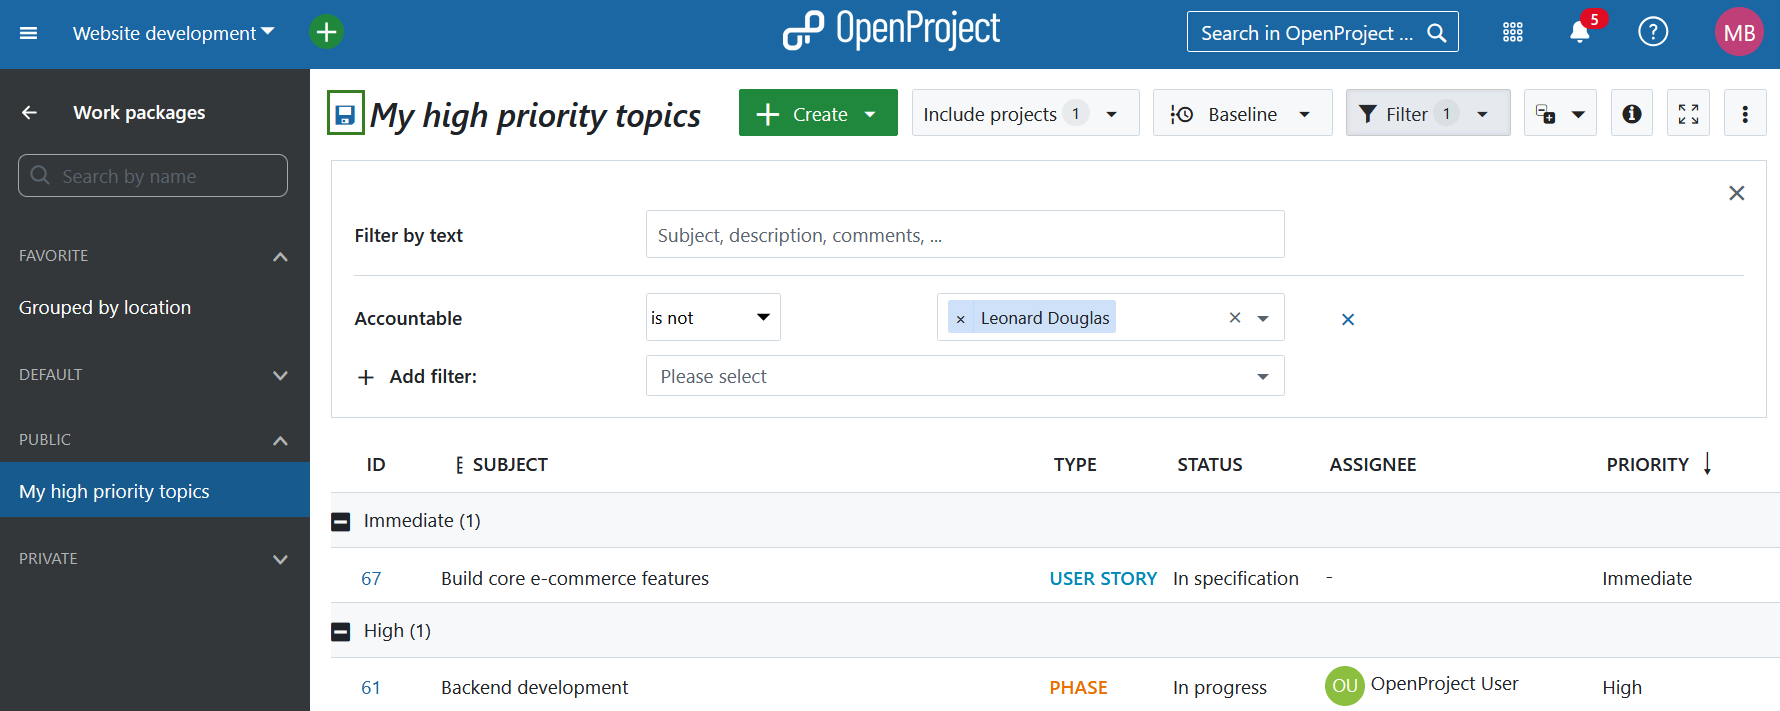 Website development
OpenProject
Search in OpenProject ...
5
?
MB
Work packages
Search by name
FAVORITE
Grouped by location
DEFAULT
PUBLIC
My high priority topics
PRIVATE
My high priority topics
+ Create
Include projects 1
Baseline
Filter 1
Filter by text
Subject, description, comments, ...
Accountable
is not
× Leonard Douglas
+ Add filter:
Please select
ID SUBJECT TYPE STATUS ASSIGNEE PRIORITY
Immediate (1)
67 Build core e-commerce features USER STORY In specification - Immediate
High (1)
61 Backend development PHASE In progress OU OpenProject User High